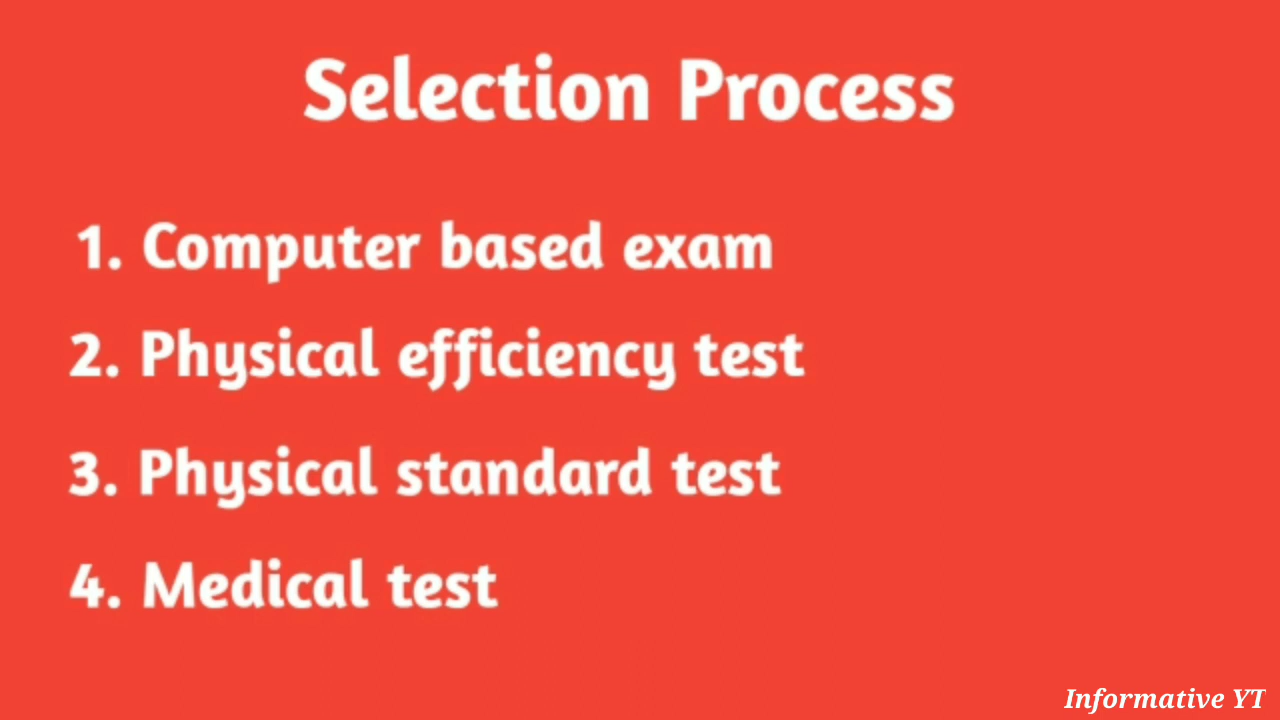 Selection Process
1. Computer based exam
2. Physical efficiency test
3. Physical standard test
4. Medical test
Informative YT